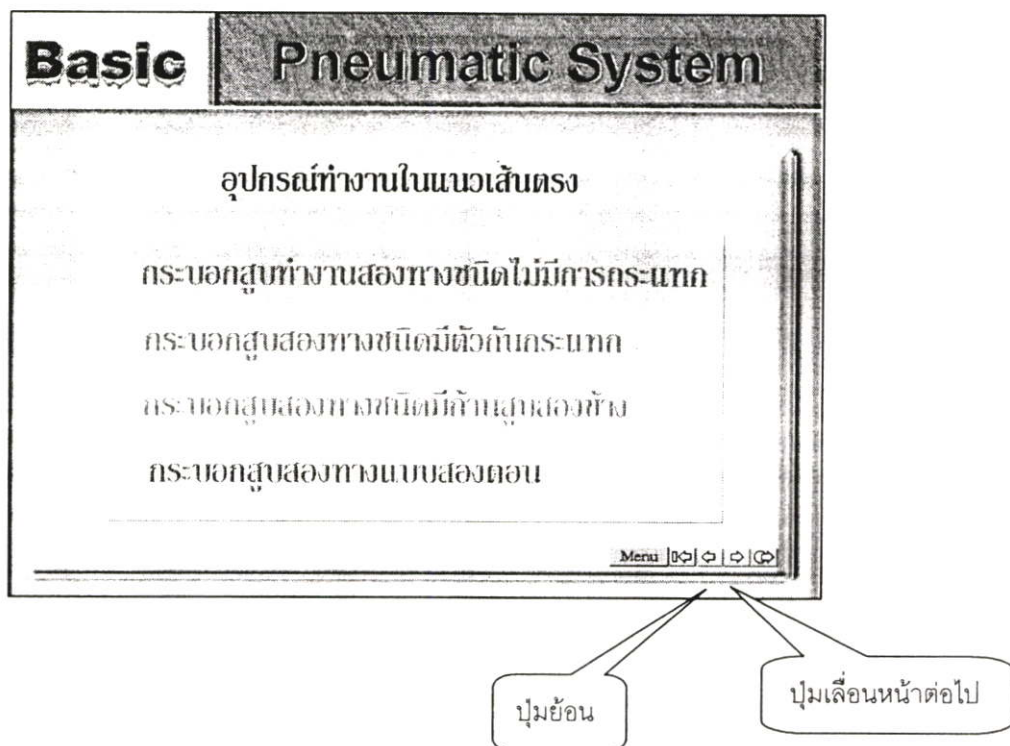 Basic Pneumatic System
อุปกรณ์ทำงานในแนวเส้นตรง
กระบอกสูบทำงานสองทางชนิดไม่มีการกระแทก
กระบอกสูบสองทางชนิดมีตัวกันกระแทก
กระบอกสูบสองทางชนิดมีก้านสูบสองข้าง
กระบอกสูบสองทางแบบสองตอน
Menu
ปุ่มย้อน
ปุ่มเลื่อนหน้าต่อไป